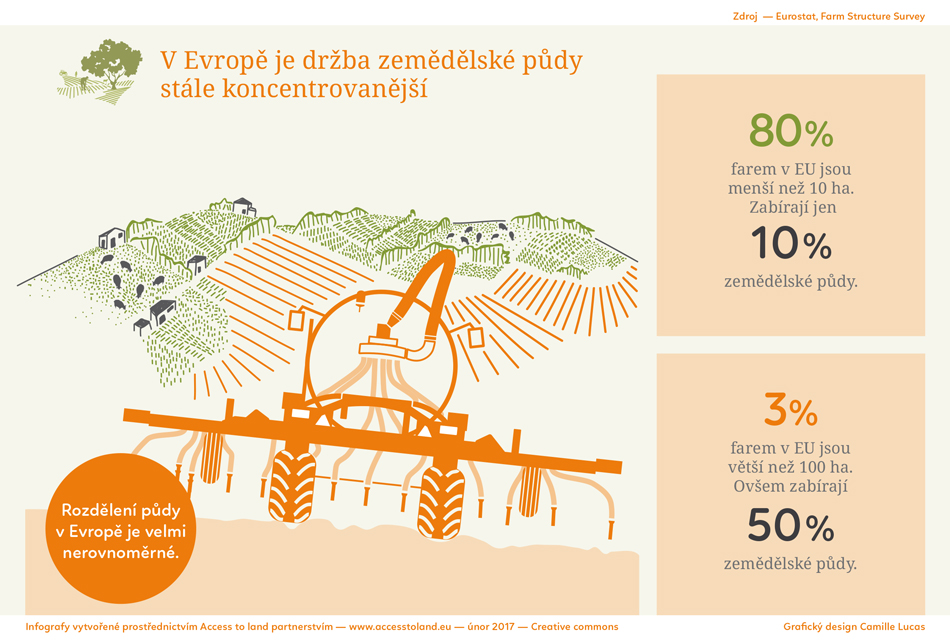 Zdroj — Eurostat, Farm Structure Survey
V Evropě je držba zemědělské půdy
stále koncentrovanější
80%
farem v EU jsou
menší než 10 ha.
Zabírají jen
10%
zemědělské půdy.
3%
farem v EU jsou
větší než 100 ha.
Ovšem zabírají
50%
zemědělské půdy.
Rozdělení půdy
v Evropě je velmi
nerovnoměrné.
Infografy vytvořené prostřednictvím Access to land partnerstvím — www.accesstoland.eu — únor 2017 — Creative commons
Grafický design Camille Lucas